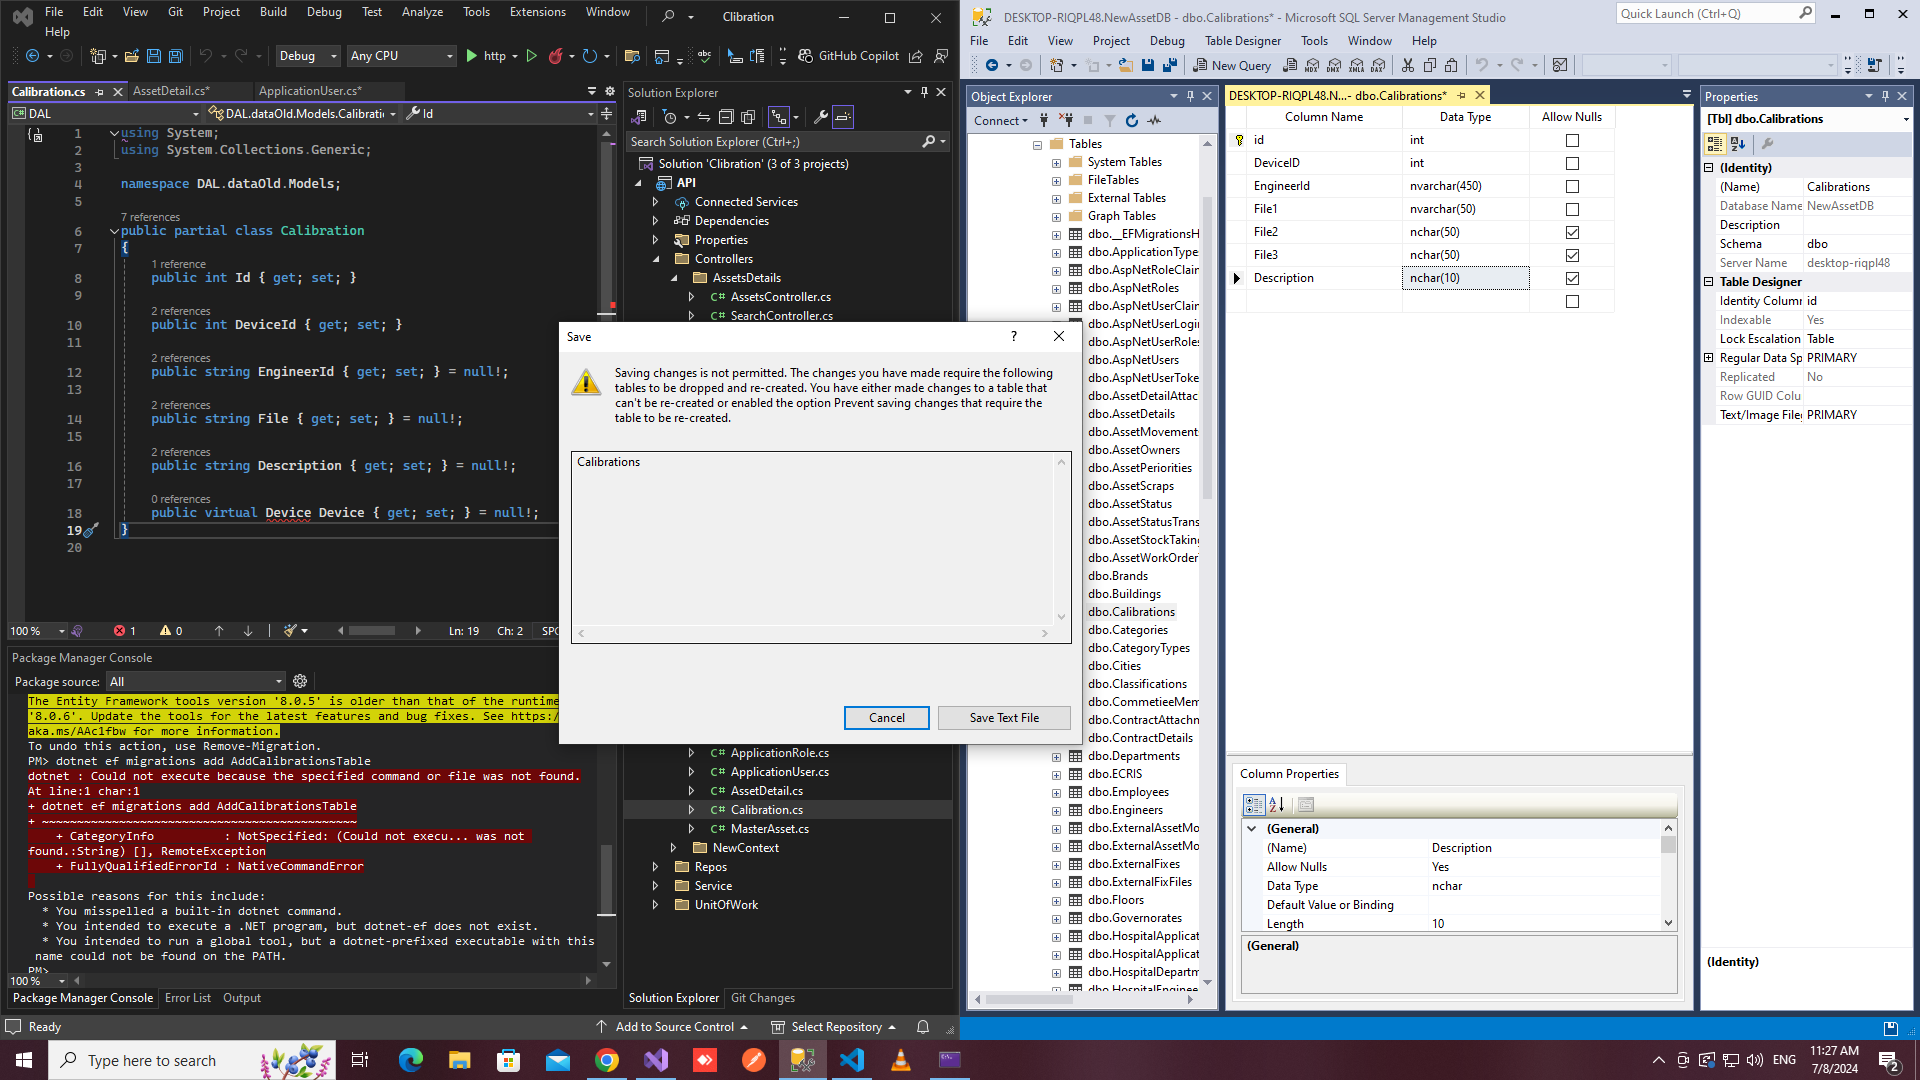 File Edit View Git Project Build Debug Test Analyze Tools Extensions Window
Help
Clibration
Debug Any CPU http GitHub Copilot
Calibration.cs AssetDetail.cs* ApplicationUser.cs*
DAL DAL.dataOld.Models.Calibratic Id
1 using System;
2 using System.Collections.Generic;
3
4 namespace DAL.dataOld.Models;
5
7 references
6 public partial class Calibration
7 {
1 reference
8 public int Id { get; set; }
9
2 references
10 public int DeviceId { get; set; }
11
2 references
12 public string EngineerId { get; set; } = null!;
13
2 references
14 public string File { get; set; } = null!;
15
2 references
16 public string Description { get; set; } = null!;
17
0 references
18 public virtual Device Device { get; set; } = null!;
19 }
20
100 % 1 0 Ln: 19 Ch: 2 SPC
Package Manager Console
Package source: All
The Entity Framework tools version '8.0.5' is older than that of the runtime
'8.0.6'. Update the tools for the latest features and bug fixes. See https:/
aka.ms/AAc1fbw for more information.
To undo this action, use Remove-Migration.
PM> dotnet ef migrations add AddCalibrationsTable
dotnet : Could not execute because the specified command or file was not found.
At line:1 char:1
+ dotnet ef migrations add AddCalibrationsTable
+ ~~~~~~~~~~~~~~~~~~~~~~~~~~~~~~~~~~~~~~~~~~~~~
+ CategoryInfo : NotSpecified: (Could not execu... was not
found.:String) [], RemoteException
+ FullyQualifiedErrorId : NativeCommandError
Possible reasons for this include:
* You misspelled a built-in dotnet command.
* You intended to execute a .NET program, but dotnet-ef does not exist.
* You intended to run a global tool, but a dotnet-prefixed executable with this
name could not be found on the PATH.
PM>
100 %
Package Manager Console Error List Output
Solution Explorer
Search Solution Explorer (Ctrl+;)
Solution 'Clibration' (3 of 3 projects)
API
Connected Services
Dependencies
Properties
Controllers
AssetsDetails
C# AssetsController.cs
C# SearchController.cs
C# ApplicationRole.cs
C# ApplicationUser.cs
C# AssetDetail.cs
C# Calibration.cs
C# MasterAsset.cs
NewContext
Repos
Service
UnitOfWork
Solution Explorer Git Changes
Ready Add to Source Control Select Repository
Save ?
Saving changes is not permitted. The changes you have made require the following
tables to be dropped and re-created. You have either made changes to a table that
can't be re-created or enabled the option Prevent saving changes that require the
table to be re-created.
Calibrations
Cancel Save Text File
DESKTOP-RIQPL48.NewAssetDB - dbo.Calibrations* - Microsoft SQL Server Management Studio
Quick Launch (Ctrl+Q)
File Edit View Project Debug Table Designer Tools Window Help
New Query MDX DMX XMLA DAX
Object Explorer
Connect
Tables
System Tables
FileTables
External Tables
Graph Tables
dbo.__EFMigrationsH
dbo.ApplicationType
dbo.AspNetRoleClain
dbo.AspNetRoles
dbo.AspNetUserClain
dbo.AspNetUserLogin
dbo.AspNetUserRoles
dbo.AspNetUsers
dbo.AspNetUserToke
dbo.AssetDetailAttac
dbo.AssetDetails
dbo.AssetMovement
dbo.AssetOwners
dbo.AssetPeriorities
dbo.AssetScraps
dbo.AssetStatus
dbo.AssetStatusTrans
dbo.AssetStockTaking
dbo.AssetWorkOrder
dbo.Brands
dbo.Buildings
dbo.Calibrations
dbo.Categories
dbo.CategoryTypes
dbo.Cities
dbo.Classifications
dbo.CommetieeMem
dbo.ContractAttachn
dbo.ContractDetails
dbo.Departments
dbo.ECRIS
dbo.Employees
dbo.Engineers
dbo.ExternalAssetMo
dbo.ExternalAssetMo
dbo.ExternalFixes
dbo.ExternalFixFiles
dbo.Floors
dbo.Governorates
dbo.HospitalApplicat
dbo.HospitalApplicat
dbo.HospitalDepartm
dbo.HospitalEnginee
DESKTOP-RIQPL48.N...- dbo.Calibrations*
Column Name Data Type Allow Nulls
id int
DeviceID int
EngineerId nvarchar(450)
File1 nvarchar(50)
File2 nchar(50)
File3 nchar(50)
Description nchar(10)
Column Properties
(General)
(Name) Description
Allow Nulls Yes
Data Type nchar
Default Value or Binding
Length 10
(General)
Properties
[Tbl] dbo.Calibrations
(Identity)
(Name) Calibrations
Database Name NewAssetDB
Description
Schema dbo
Server Name desktop-riqpl48
Table Designer
Identity Column id
Indexable Yes
Lock Escalation Table
Regular Data Sp PRIMARY
Replicated No
Row GUID Colu
Text/Image File PRIMARY
(Identity)
Type here to search
ENG
11:27 AM
7/8/2024
2